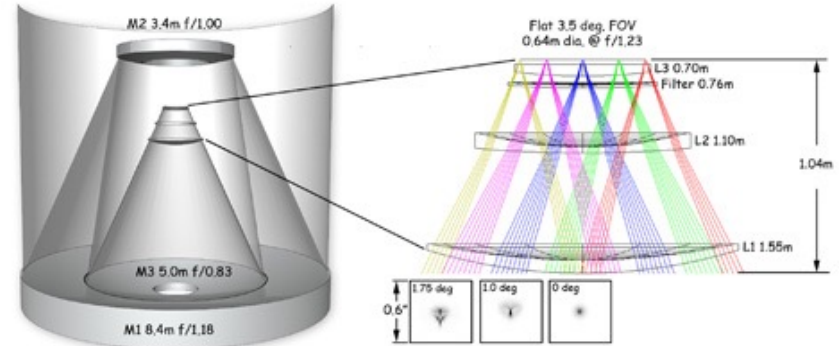 M2 3,4m f/1,00
M3 5,0m f/0,83
M1 8,4m f/1,18
Flat 3,5 deg, FOV
0,64m dia, @ f/1,23
L3 0,70m
Filter 0,76m
L2 1,10m
1,04m
L1 1,55m
0,6"
1,75 deg
1,0 deg
0 deg